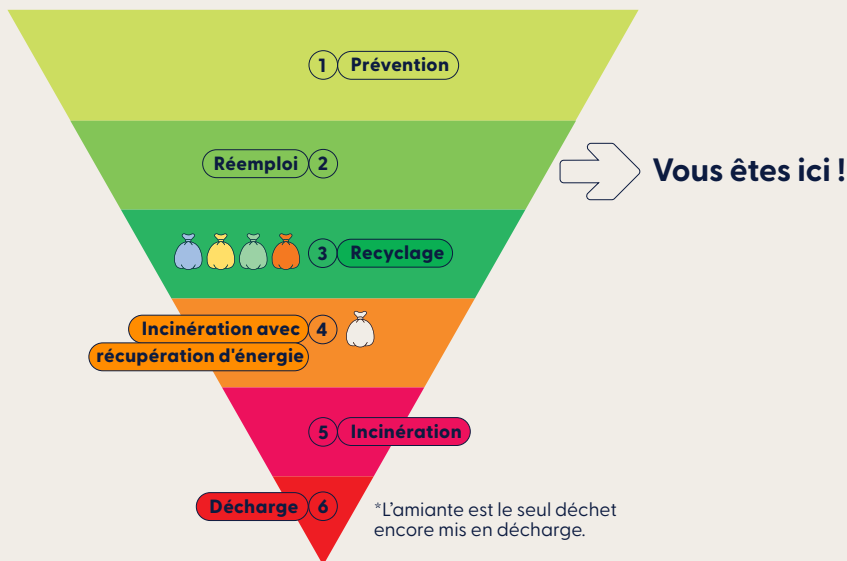 1 Prévention
Réemploi 2
Vous êtes ici !
3 Recyclage
Incinération avec 4
récupération d'énergie
5 Incinération
Décharge 6
*L'amiante est le seul déchet
encore mis en décharge.